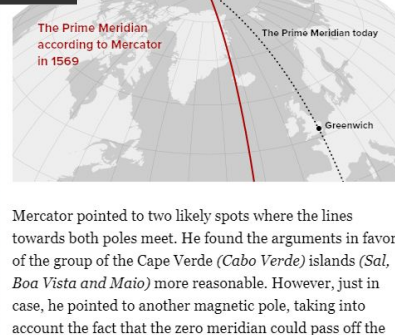 The Prime Meridian
according to Mercator
in 1569
The Prime Meridian today
Greenwich
Mercator pointed to two likely spots where the lines
towards both poles meet. He found the arguments in favor
of the group of the Cape Verde (Cabo Verde) islands (Sal,
Boa Vista and Maio) more reasonable. However, just in
case, he pointed to another magnetic pole, taking into
account the fact that the zero meridian could pass off the